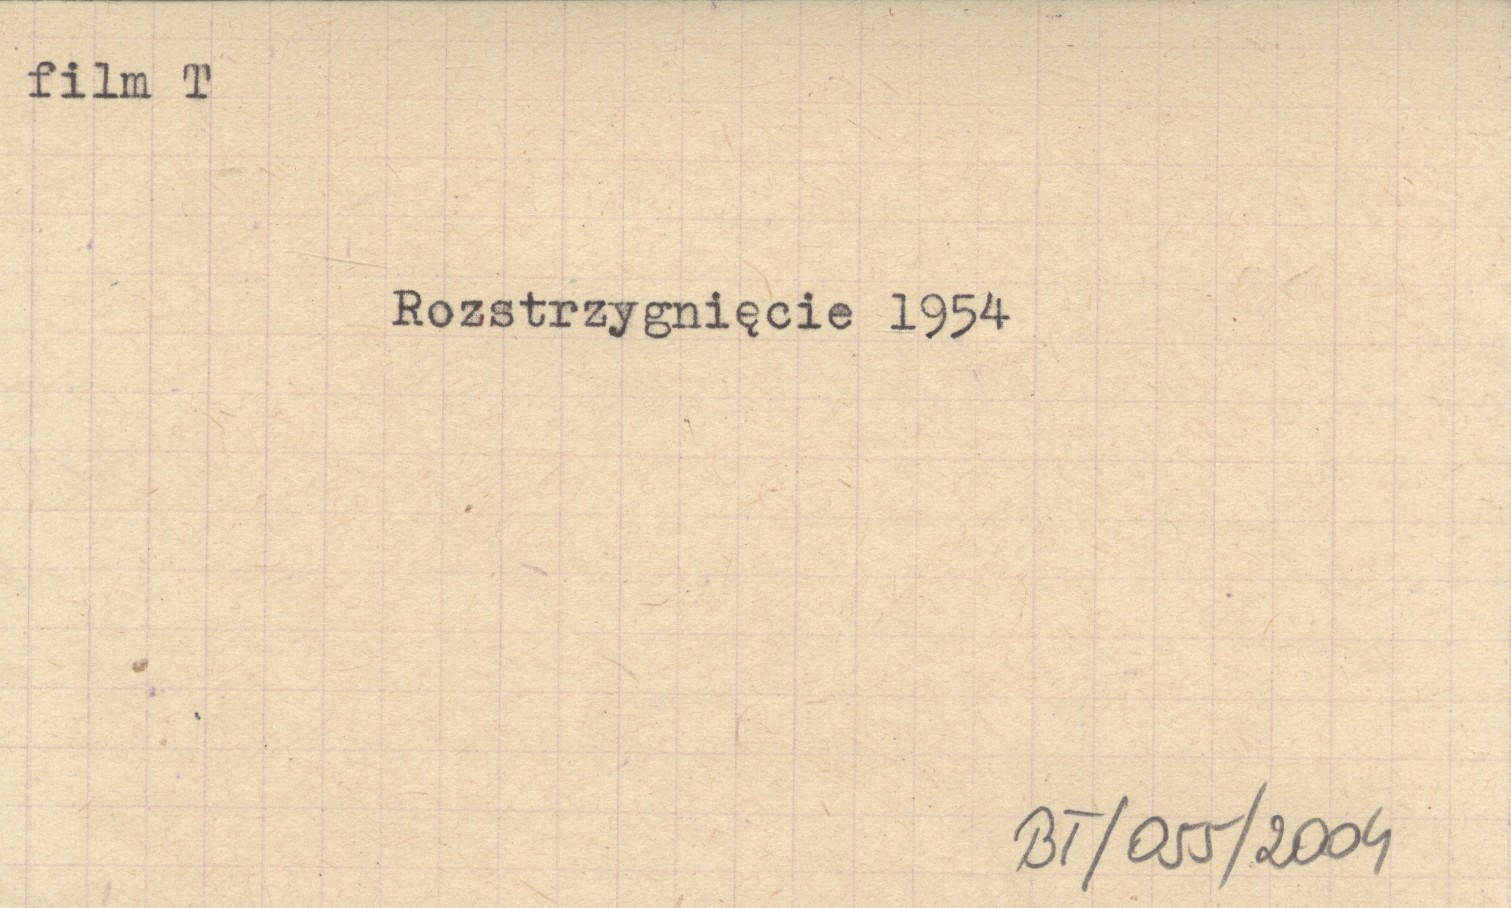 film T
Rozstrzygnięcie 1954
BT/055/2004